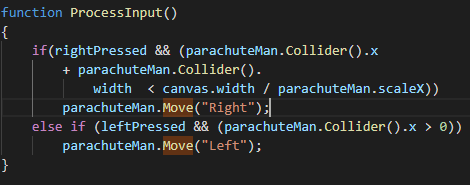 function ProcessInput()
{
    if(rightPressed && (parachuteMan.Collider().x
        + parachuteMan.Collider().
            width  < canvas.width / parachuteMan.scaleX))
        parachuteMan.Move("Right");
    else if (leftPressed && (parachuteMan.Collider().x > 0))
        parachuteMan.Move("Left");
}